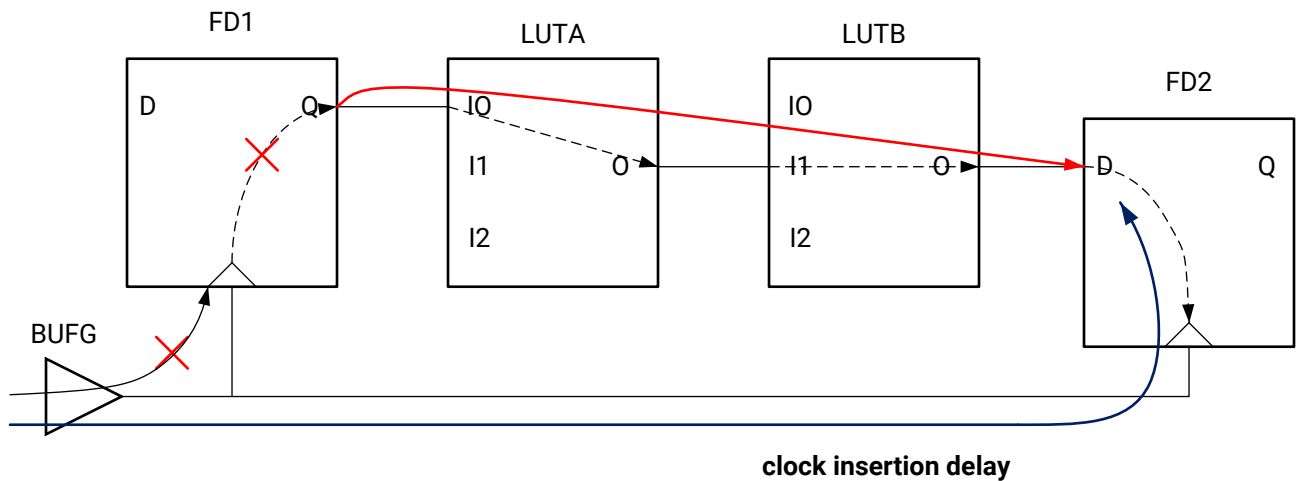 FD1
LUTA
LUTB
FD2
D
Q
I0
I1
I2
O
I0
I1
I2
O
D
Q
BUFG
clock insertion delay